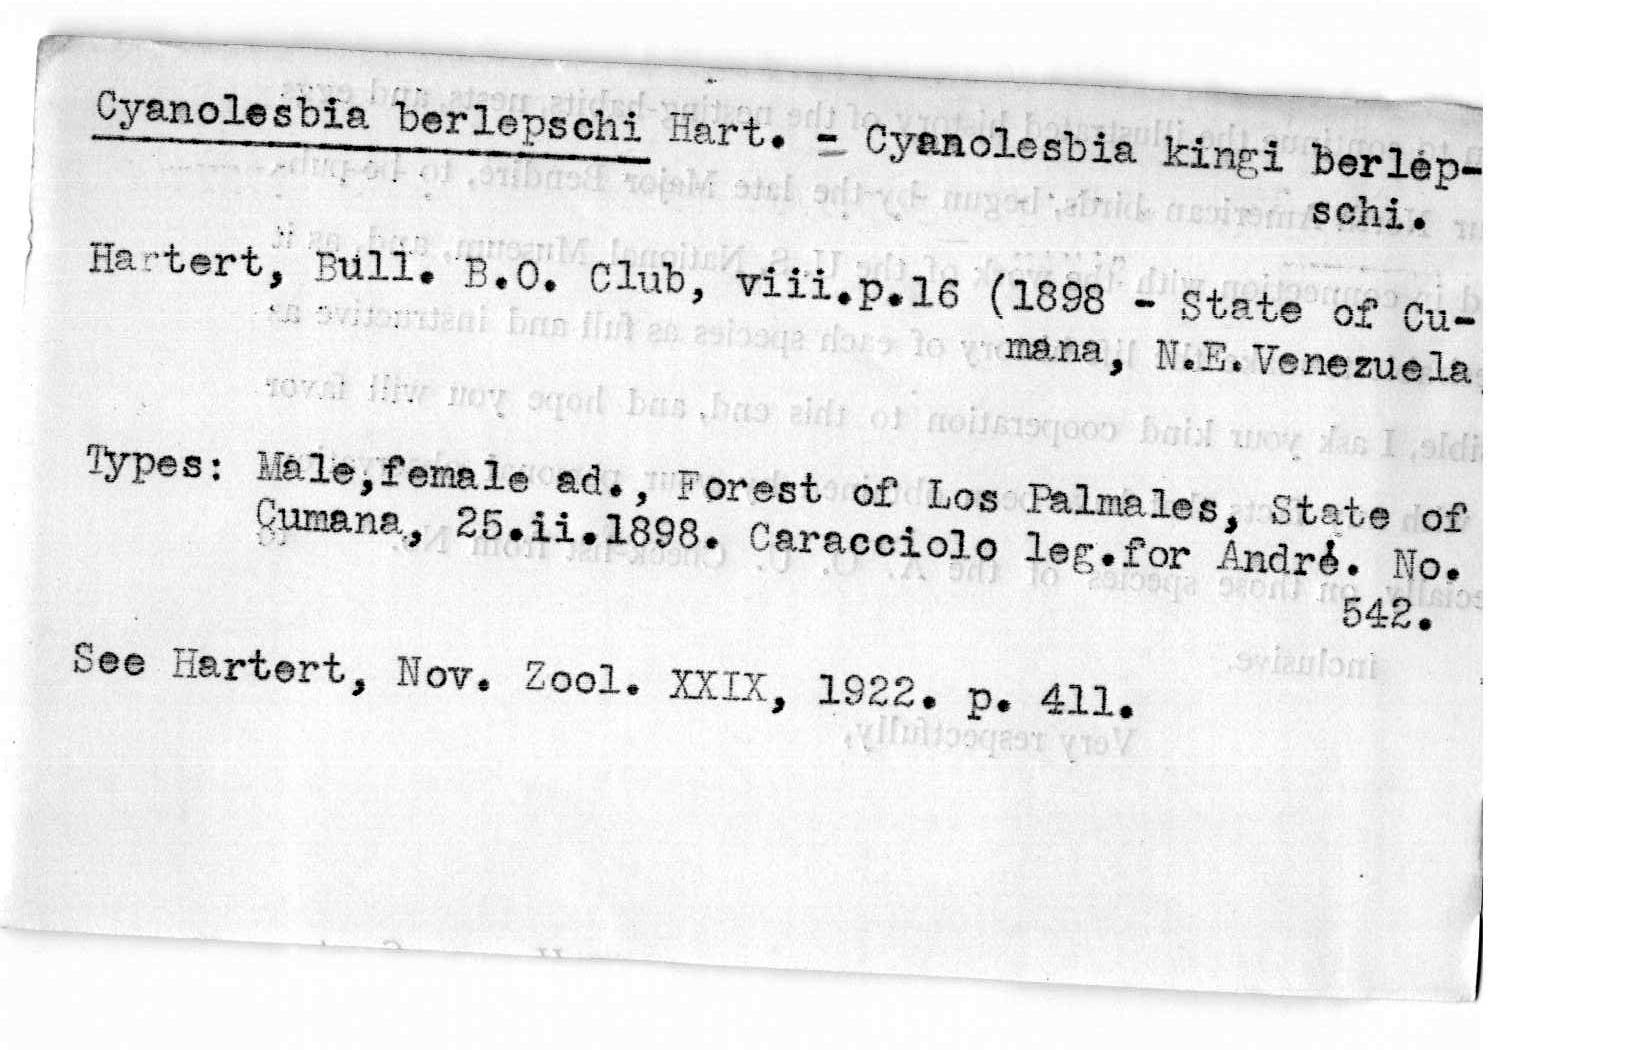 Cyanolesbia berlepschi Hart. = Cyanolesbia kingi berlep-
schi.
Hartert, Bull. B.O. Club, viii.p.16 (1898 - State of Cu-
mana, N.E.Venezuela
Types: Male,female ad., Forest of Los Palmales, State of
Cumana, 25.ii.1898. Caracciolo leg.for André. No.
542.
See Hartert, Nov. Zool. XXIX, 1922. p. 411.